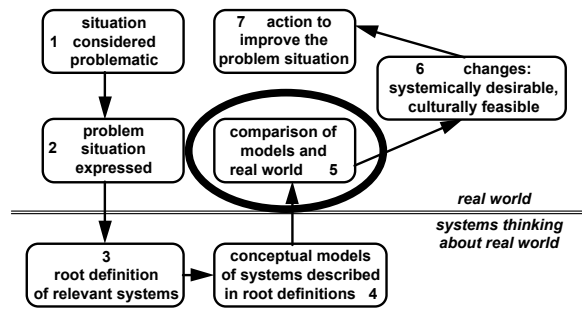 situation
1 considered
problematic
2 problem
situation
expressed
3
root definition
of relevant systems
conceptual models
of systems described
in root definitions 4
comparison of
models and
real world 5
6 changes:
systemically desirable,
culturally feasible
7 action to
improve the
problem situation
real world
systems thinking
about real world